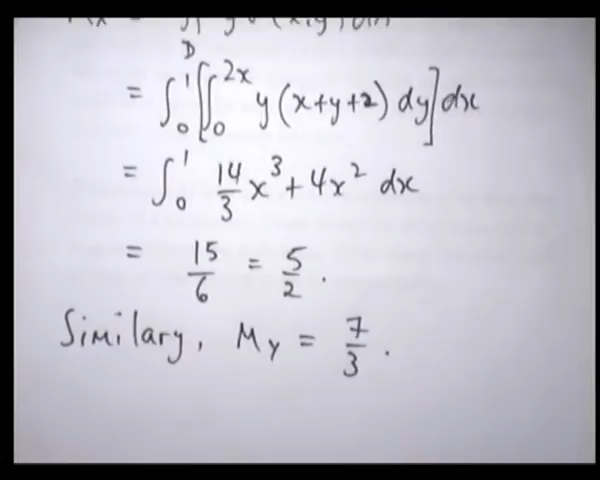 D
= ∫₀¹ [∫₀^{2x} y (x+y+2) dy] dx
= ∫₀¹ 14/3 x³ + 4x² dx
= 15/6 = 5/2 .
Similary, My = 7/3 .